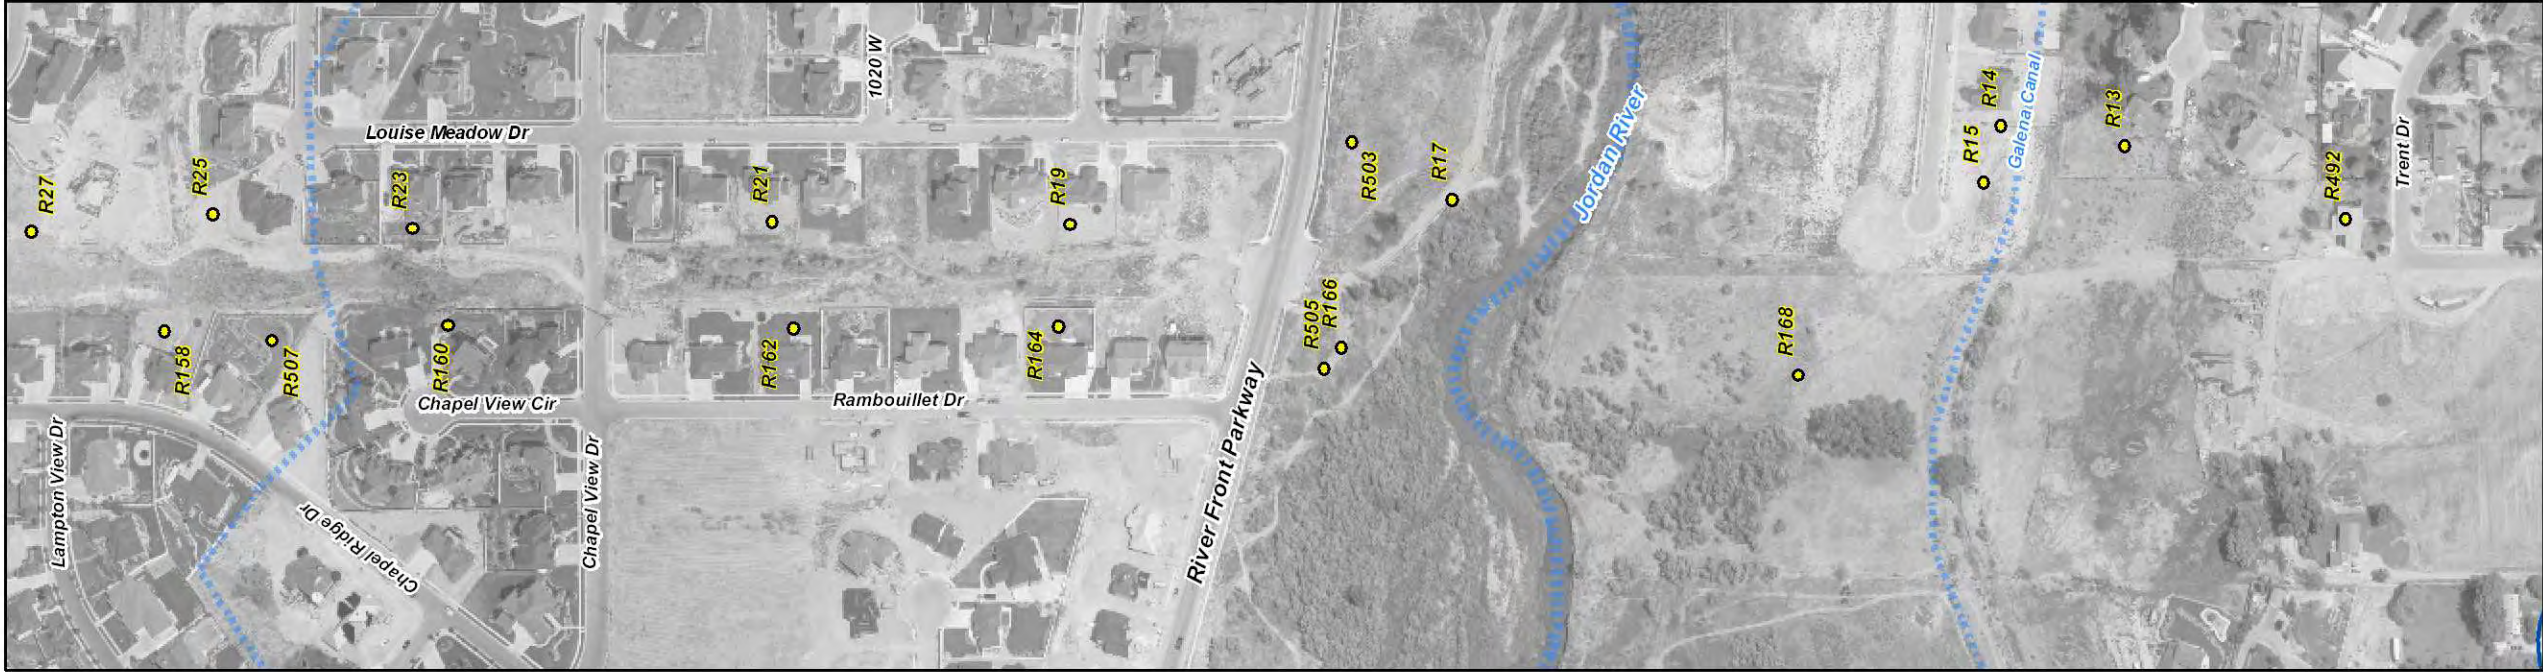 1020 W
Louise Meadow Dr
R27
R25
R23
R21
R19
R503
R17
Jordan River
R14
R15
Galena Canal
R13
R492
Trent Dr
R158
R507
R160
R162
R164
R505
R166
R168
Chapel View Cir
Rambouillet Dr
River Front Parkway
Lampton View Dr
Chapel Ridge Dr
Chapel View Dr